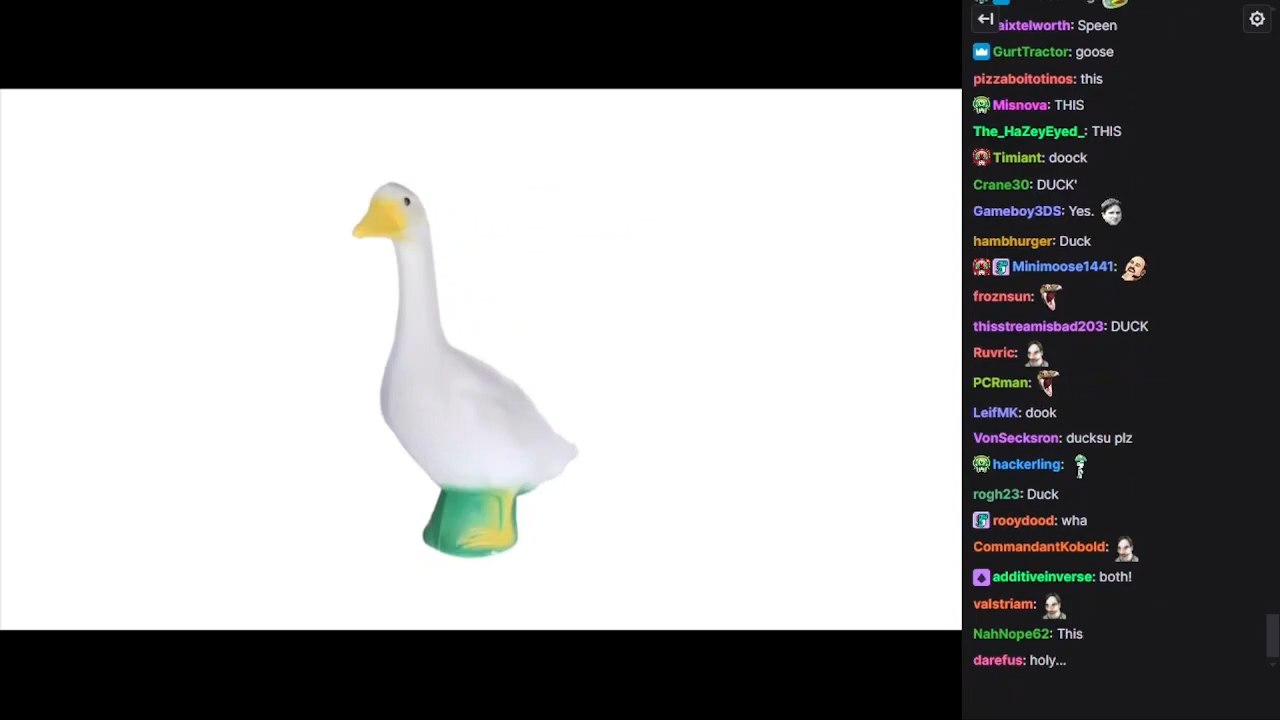 aixtelworth: Speen
GurtTractor: goose
pizzaboitotinos: this
Misnova: THIS
The_HaZeyEyed_: THIS
Timiant: doock
Crane30: DUCK'
Gameboy3DS: Yes.
hambhurger: Duck
Minimoose1441:
froznsun:
thisstreamisbad203: DUCK
Ruvric:
PCRman:
LeifMK: dook
VonSecksron: ducksu plz
hackerling:
rogh23: Duck
rooydood: wha
CommandantKobold:
additiveinverse: both!
valstriam:
NahNope62: This
darefus: holy...